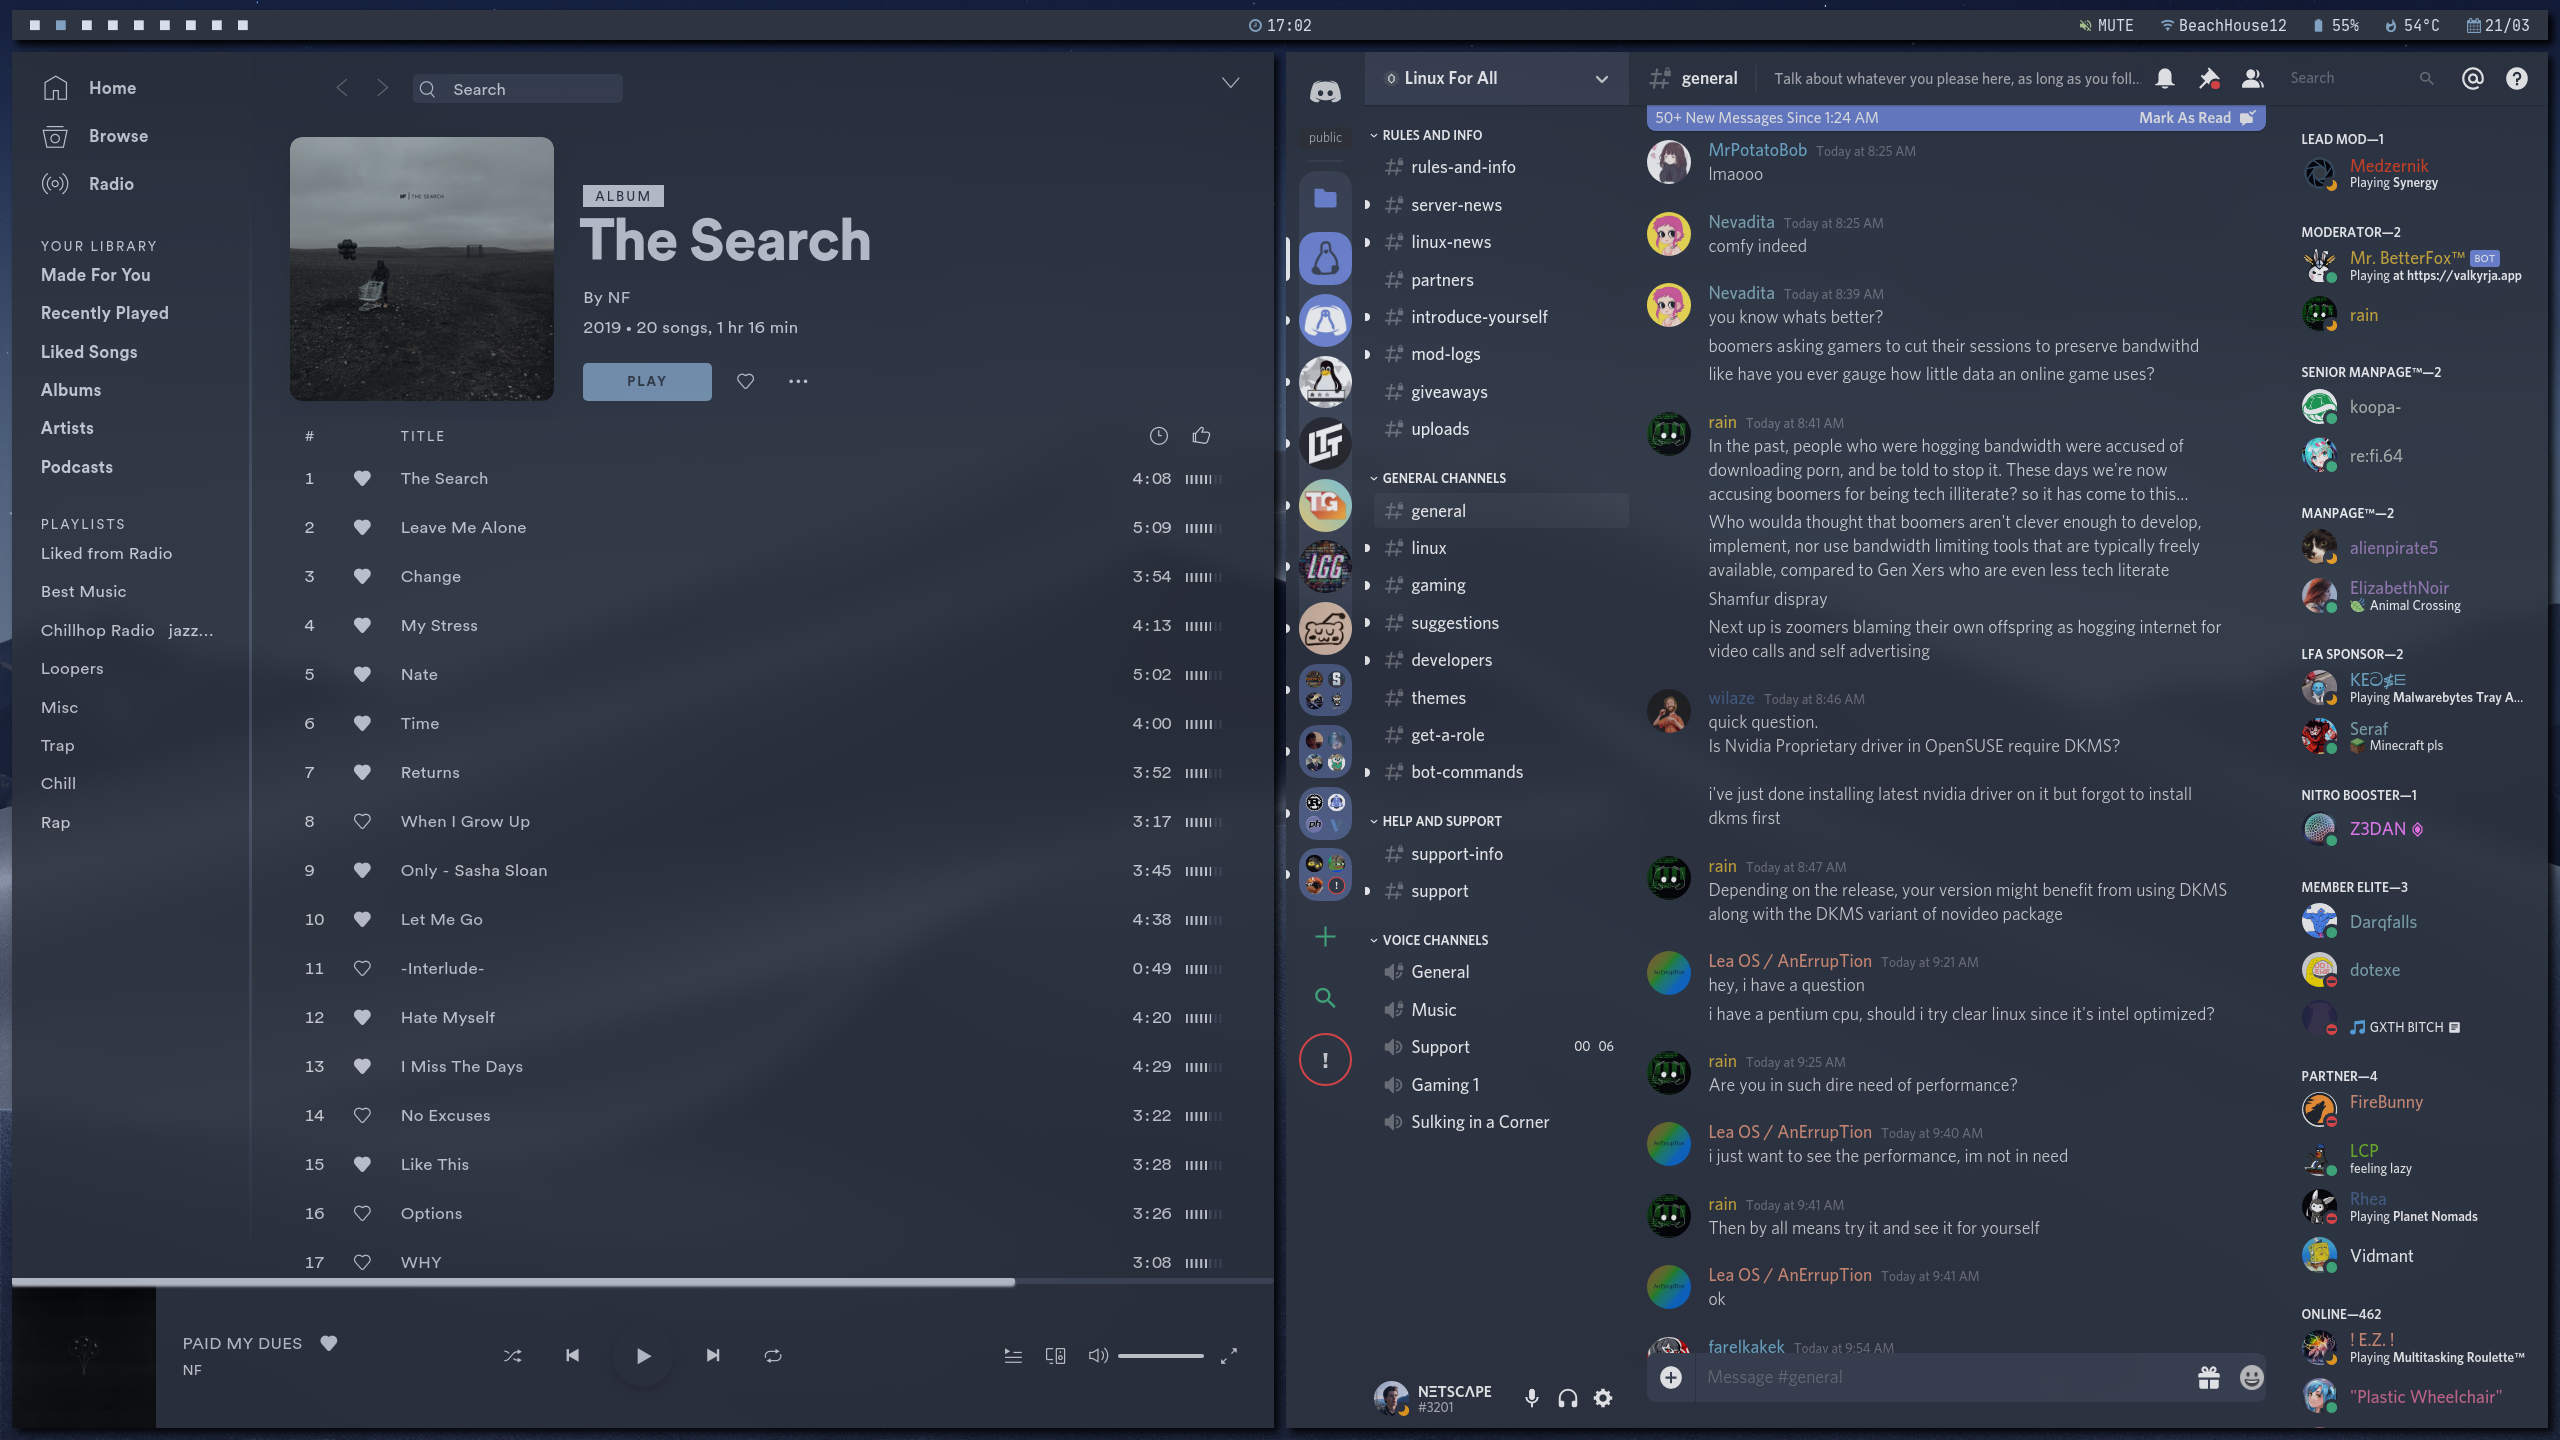 17:02
MUTE
BeachHouse12
55%
54°C
21/03
Home
Browse
Radio
YOUR LIBRARY
Made For You
Recently Played
Liked Songs
Albums
Artists
Podcasts
PLAYLISTS
Liked from Radio
Best Music
Chillhop Radio jazz...
Loopers
Misc
Trap
Chill
Rap
Search
NF | THE SEARCH
ALBUM
The Search
By NF
2019 • 20 songs, 1 hr 16 min
PLAY
# TITLE
1 The Search 4:08
2 Leave Me Alone 5:09
3 Change 3:54
4 My Stress 4:13
5 Nate 5:02
6 Time 4:00
7 Returns 3:52
8 When I Grow Up 3:17
9 Only - Sasha Sloan 3:45
10 Let Me Go 4:38
11 -Interlude- 0:49
12 Hate Myself 4:20
13 I Miss The Days 4:29
14 No Excuses 3:22
15 Like This 3:28
16 Options 3:26
17 WHY 3:08
PAID MY DUES
NF
public
LTT
TG
LGG
S
ph
!
!
Linux For All
RULES AND INFO
rules-and-info
server-news
linux-news
partners
introduce-yourself
mod-logs
giveaways
uploads
GENERAL CHANNELS
general
linux
gaming
suggestions
developers
themes
get-a-role
bot-commands
HELP AND SUPPORT
support-info
support
VOICE CHANNELS
General
Music
Support 00 06
Gaming 1
Sulking in a Corner
NΞTSCΛPE
#3201
general
Talk about whatever you please here, as long as you foll...
Search
50+ New Messages Since 1:24 AM
Mark As Read
MrPotatoBob Today at 8:25 AM
lmaooo
Nevadita Today at 8:25 AM
comfy indeed
Nevadita Today at 8:39 AM
you know whats better?
boomers asking gamers to cut their sessions to preserve bandwithd
like have you ever gauge how little data an online game uses?
rain Today at 8:41 AM
In the past, people who were hogging bandwidth were accused of
downloading porn, and be told to stop it. These days we're now
accusing boomers for being tech illiterate? so it has come to this...
Who woulda thought that boomers aren't clever enough to develop,
implement, nor use bandwidth limiting tools that are typically freely
available, compared to Gen Xers who are even less tech literate
Shamfur dispray
Next up is zoomers blaming their own offspring as hogging internet for
video calls and self advertising
wilaze Today at 8:46 AM
quick question.
Is Nvidia Proprietary driver in OpenSUSE require DKMS?
i've just done installing latest nvidia driver on it but forgot to install
dkms first
rain Today at 8:47 AM
Depending on the release, your version might benefit from using DKMS
along with the DKMS variant of novideo package
AnErrupTion
Lea OS / AnErrupTion Today at 9:21 AM
hey, i have a question
i have a pentium cpu, should i try clear linux since it's intel optimized?
rain Today at 9:25 AM
Are you in such dire need of performance?
AnErrupTion
Lea OS / AnErrupTion Today at 9:40 AM
i just want to see the performance, im not in need
rain Today at 9:41 AM
Then by all means try it and see it for yourself
AnErrupTion
Lea OS / AnErrupTion Today at 9:41 AM
ok
farelkakek Today at 9:54 AM
Message #general
LEAD MOD—1
Medzernik
Playing Synergy
MODERATOR—2
Mr. BetterFox™ BOT
Playing at https://valkyrja.app
rain
SENIOR MANPAGE™—2
koopa-
re:fi.64
MANPAGE™—2
alienpirate5
ElizabethNoir
Animal Crossing
LFA SPONSOR—2
Playing Malwarebytes Tray A...
Seraf
Minecraft pls
NITRO BOOSTER—1
Z3DAN
MEMBER ELITE—3
Darqfalls
dotexe
GXTH BITCH
PARTNER—4
FireBunny
LCP
feeling lazy
Rhea
Playing Planet Nomads
Vidmant
ONLINE—462
! E.Z. !
Playing Multitasking Roulette™
"Plastic Wheelchair"